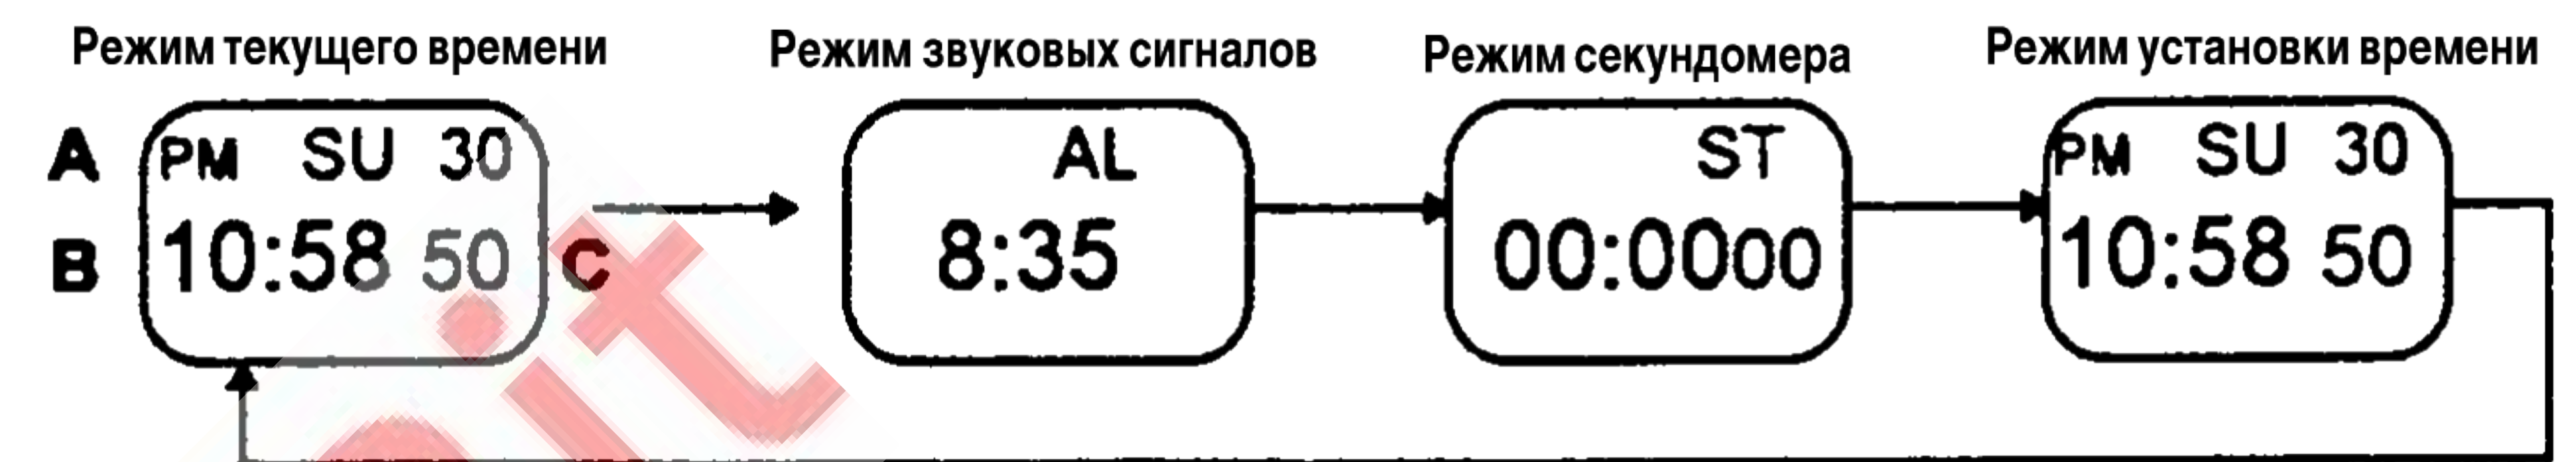 Режим текущего времени Режим звуковых сигналов Режим секундомера Режим установки времени
A PM SU 30 AL ST PM SU 30
B 10:58 50 C 8:35 00:0000 10:58 50